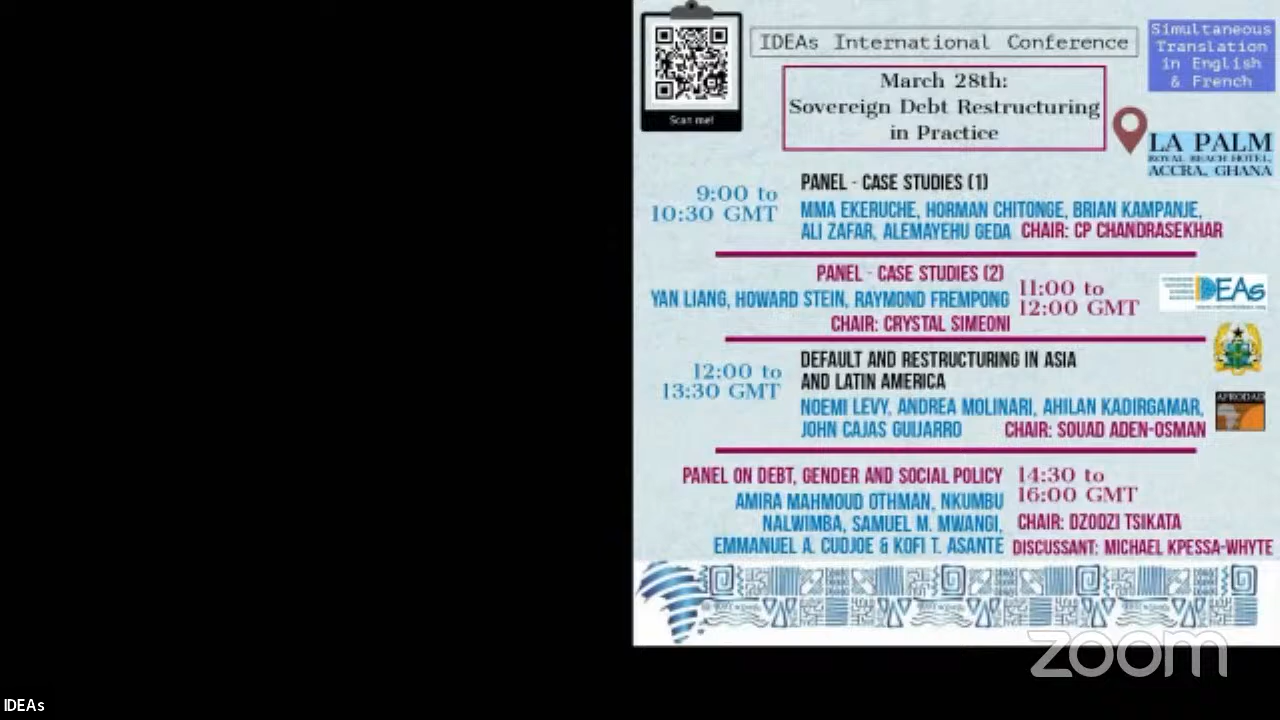 Scan me!
IDEAs International Conference
Simultaneous
Translation
in English
& French
March 28th:
Sovereign Debt Restructuring
in Practice
LA PALM
ROYAL BEACH HOTEL,
ACCRA, GHANA
9:00 to
10:30 GMT
PANEL - CASE STUDIES (1)
MMA EKERUCHE, HORMAN CHITONGE, BRIAN KAMPANJE,
ALI ZAFAR, ALEMAYEHU GEDA CHAIR: CP CHANDRASEKHAR
PANEL - CASE STUDIES (2)
YAN LIANG, HOWARD STEIN, RAYMOND FREMPONG
CHAIR: CRYSTAL SIMEONI
11:00 to
12:00 GMT
IDEAs
12:00 to
13:30 GMT
DEFAULT AND RESTRUCTURING IN ASIA
AND LATIN AMERICA
NOEMI LEVY, ANDREA MOLINARI, AHILAN KADIRGAMAR,
JOHN CAJAS GUIJARRO CHAIR: SOUAD ADEN-OSMAN
AFRODAD
PANEL ON DEBT, GENDER AND SOCIAL POLICY
AMIRA MAHMOUD OTHMAN, NKUMBU
NALWIMBA, SAMUEL M. MWANGI,
EMMANUEL A. CUDJOE & KOFI T. ASANTE
14:30 to
16:00 GMT
CHAIR: DZODZI TSIKATA
DISCUSSANT: MICHAEL KPESSA-WHYTE
zoom
IDEAs